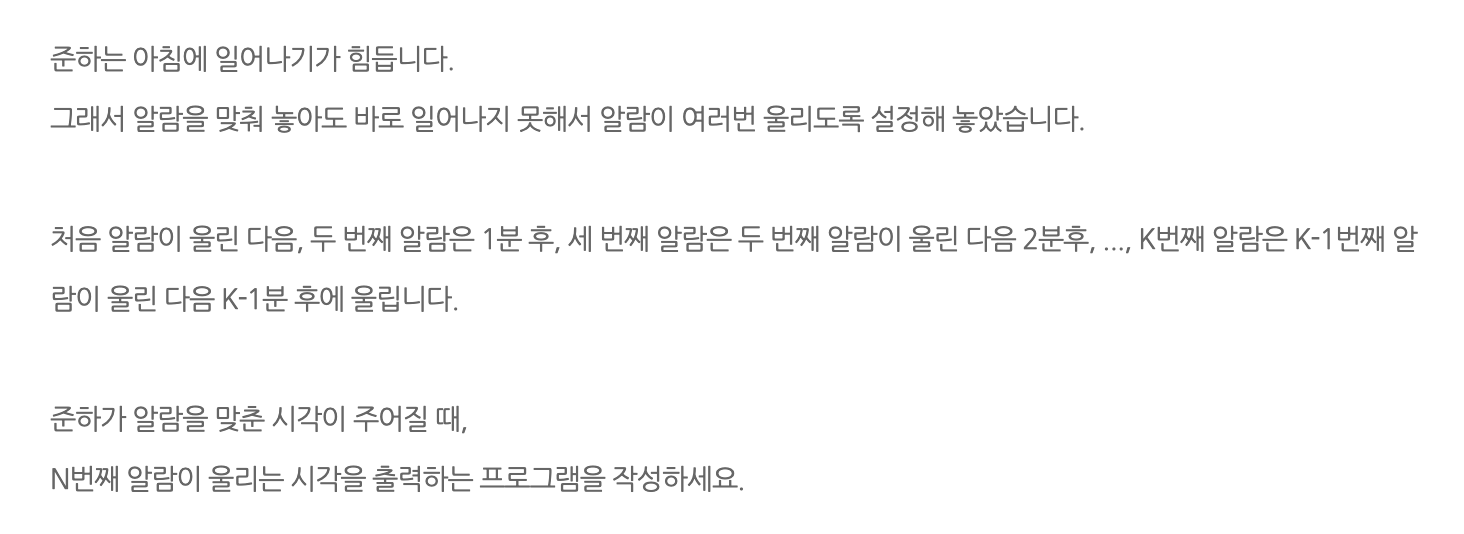 준하는 아침에 일어나기가 힘듭니다.
그래서 알람을 맞춰 놓아도 바로 일어나지 못해서 알람이 여러번 울리도록 설정해 놓았습니다.
처음 알람이 울린 다음, 두 번째 알람은 1분 후, 세 번째 알람은 두 번째 알람이 울린 다음 2분후, ..., K번째 알람은 K-1번째 알
람이 울린 다음 K-1분 후에 울립니다.
준하가 알람을 맞춘 시각이 주어질 때,
N번째 알람이 울리는 시각을 출력하는 프로그램을 작성하세요.